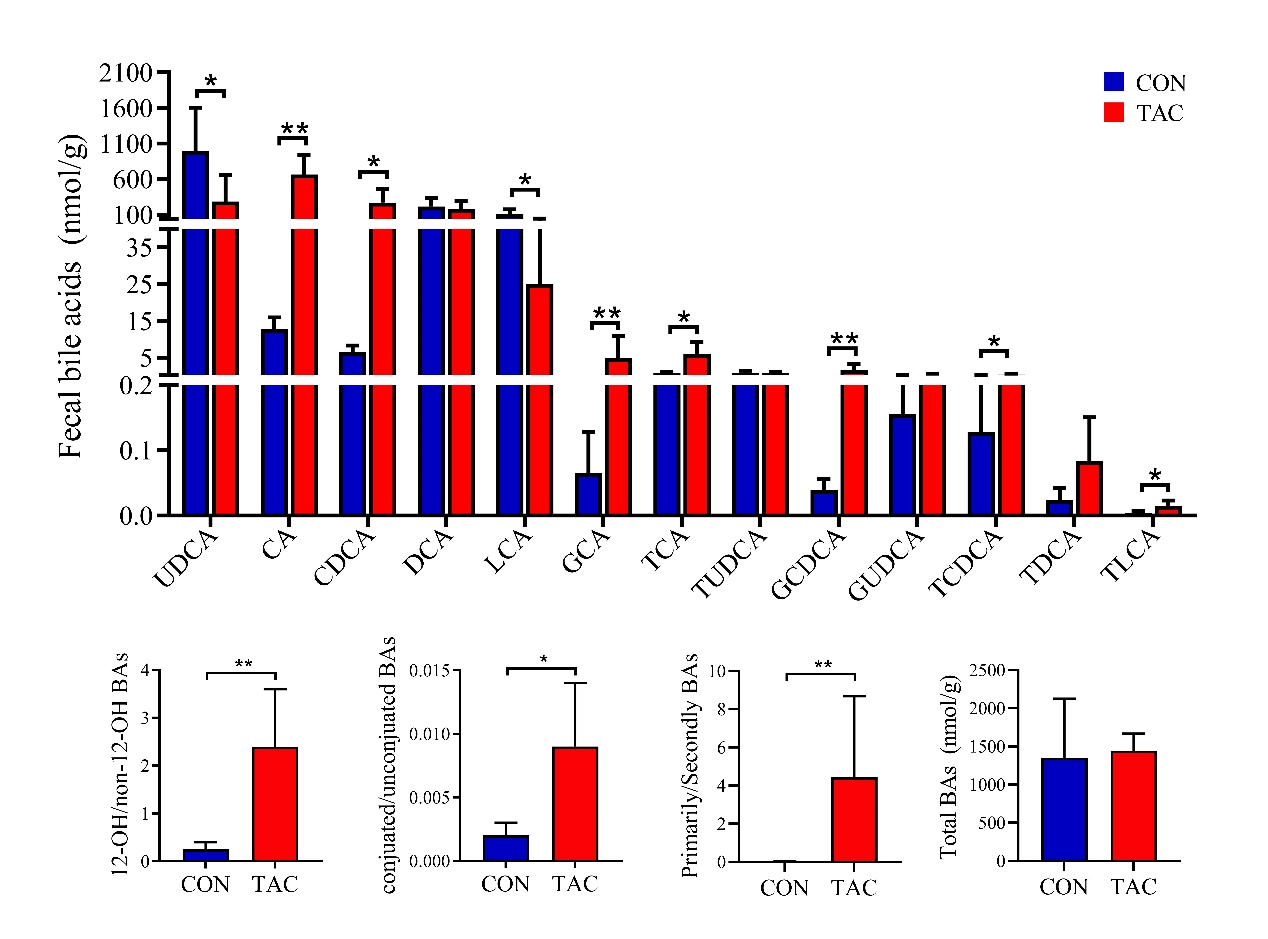 2100
1600
1100
600
100
35
25
15
5
2
0.2
0.1
0.0
Fecal bile acids (nmol/g)
* ** * * ** * ** * *
CON
TAC
UDCA CA CDCA DCA LCA GCA TCA TUDCA GCDCA GUDCA TCDCA TDCA TLCA
12-OH/non-12-OH BAs
4
3
2
1
0
**
CON TAC
conjuated/unconjuated BAs
0.015
0.010
0.005
0.000
*
CON TAC
Primarily/Secondly BAs
10
8
6
4
2
0
**
CON TAC
Total BAs (nmol/g)
2500
2000
1500
1000
500
0
CON TAC